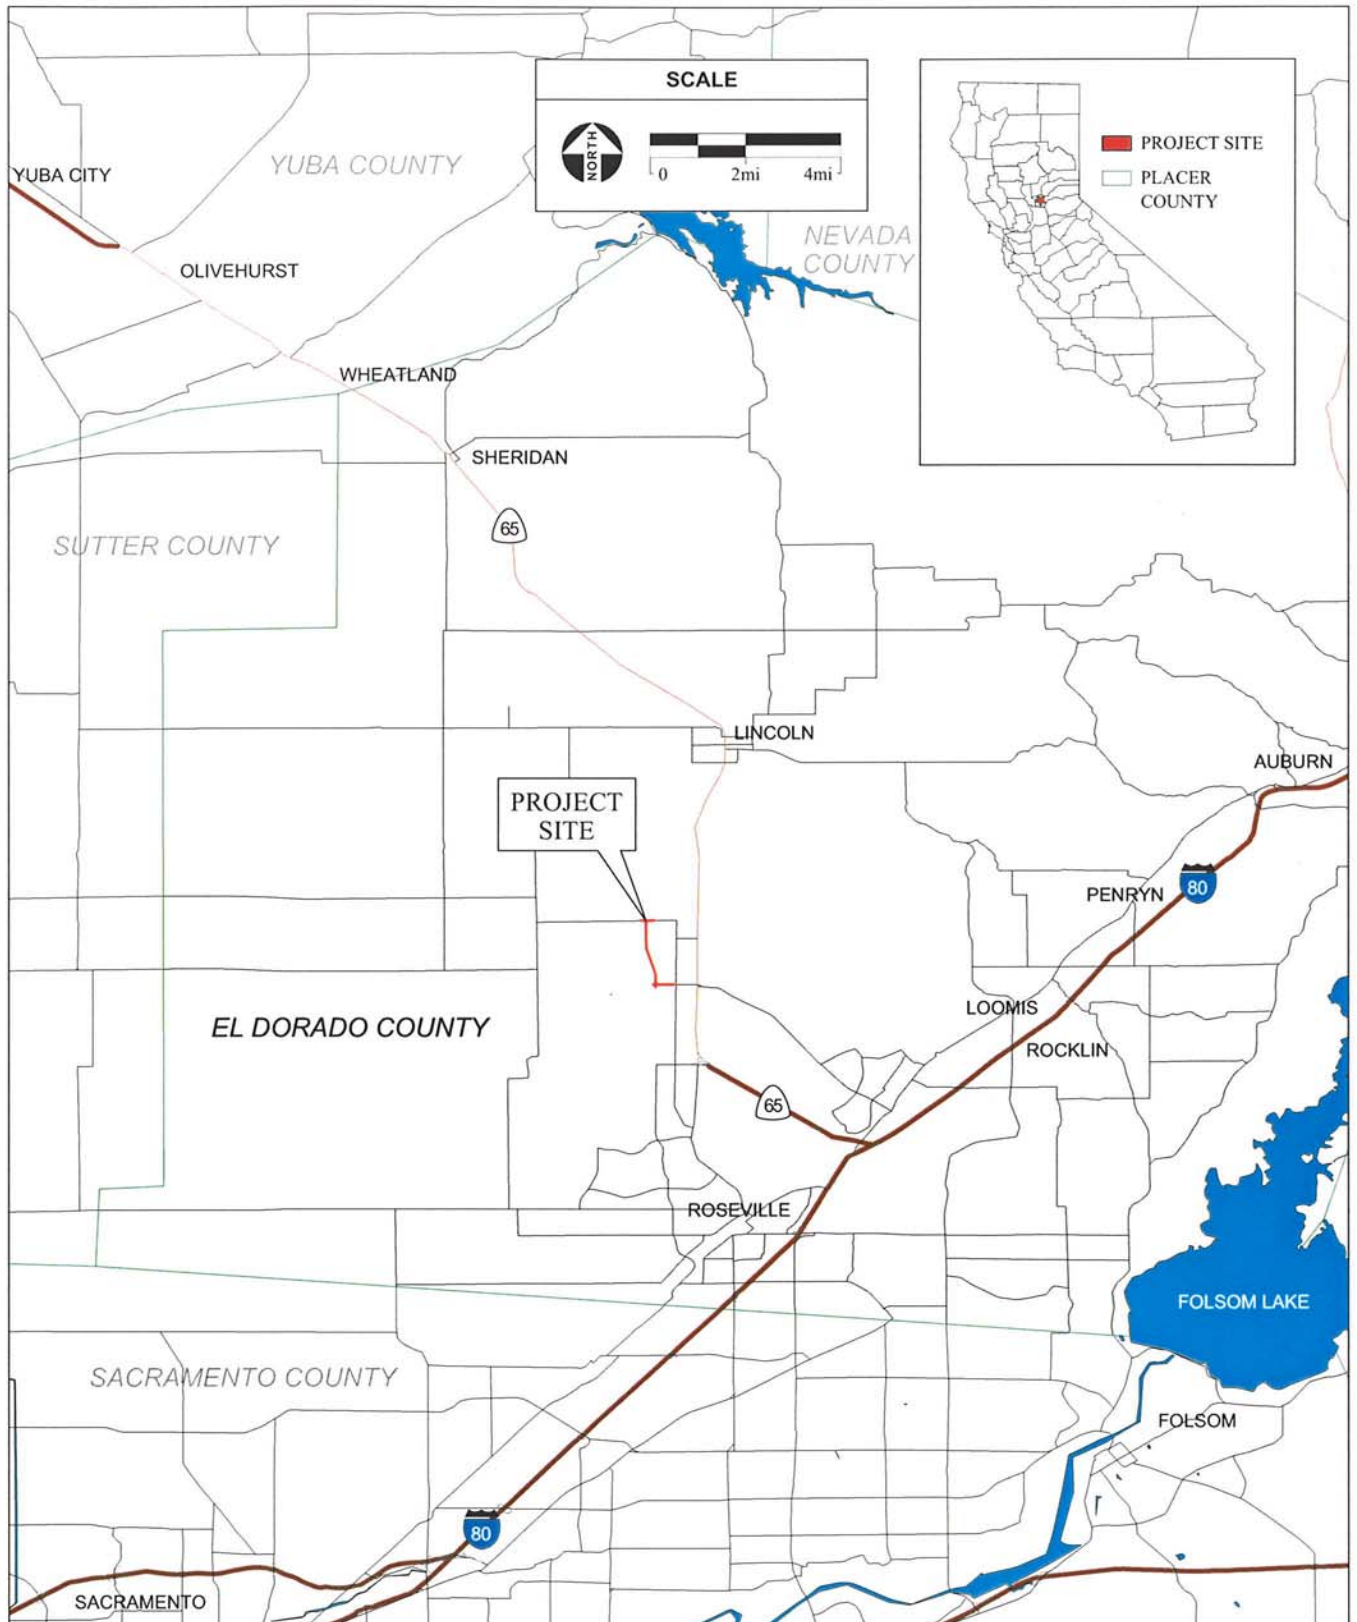 SCALE
NORTH
0 2mi 4mi
PROJECT SITE
PLACER
COUNTY
YUBA COUNTY
YUBA CITY
NEVADA
COUNTY
OLIVEHURST
WHEATLAND
SHERIDAN
65
SUTTER COUNTY
LINCOLN
AUBURN
PROJECT
SITE
80
PENRYN
LOOMIS
EL DORADO COUNTY
ROCKLIN
65
ROSEVILLE
FOLSOM LAKE
SACRAMENTO COUNTY
FOLSOM
80
SACRAMENTO